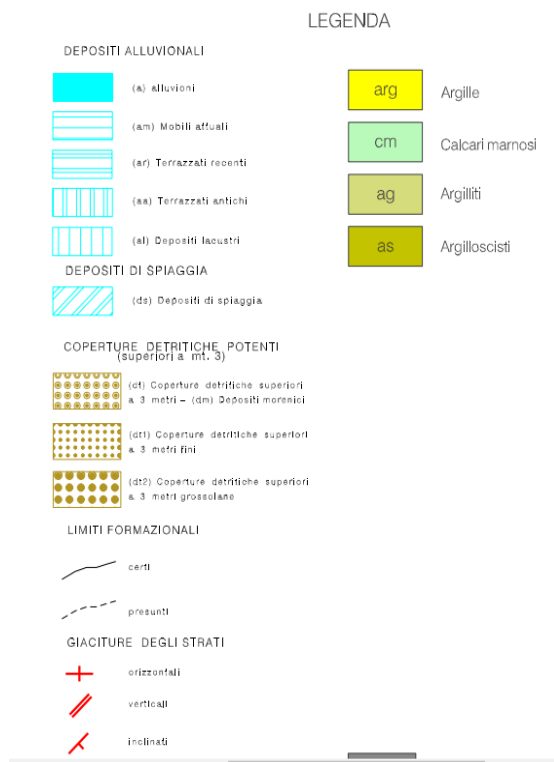 LEGENDA
DEPOSITI ALLUVIONALI
(a) alluvioni
(am) Mobili attuali
(ar) Terrazzati recenti
(aa) Terrazzati antichi
(al) Depositi lacustri
DEPOSITI DI SPIAGGIA
(ds) Depositi di spiaggia
COPERTURE DETRITICHE POTENTI
(superiori a mt. 3)
(dt) Coperture detritiche superiori
a 3 metri - (dm) Depositi morenici
(dt1) Coperture detritiche superiori
a 3 metri fini
(dt2) Coperture detritiche superiori
a 3 metri grossolane
LIMITI FORMAZIONALI
certi
presunti
GIACITURE DEGLI STRATI
orizzontali
verticali
inclinati
arg Argille
cm Calcari marnosi
ag Argilliti
as Argilloscisti